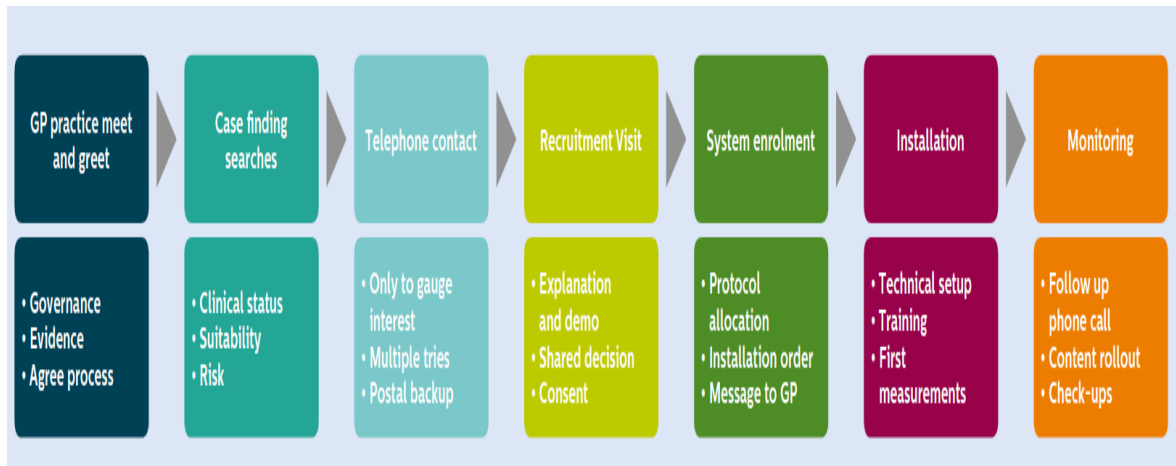 GP practice meet
and greet
Case finding
searches
Telephone contact
Recruitment Visit
System enrolment
Installation
Monitoring
• Governance
• Evidence
• Agree process
• Clinical status
• Suitability
• Risk
• Only to gauge
interest
• Multiple tries
• Postal backup
• Explanation
and demo
• Shared decision
• Consent
• Protocol
allocation
• Installation order
• Message to GP
• Technical setup
• Training
• First
measurements
• Follow up
phone call
• Content rollout
• Check-ups